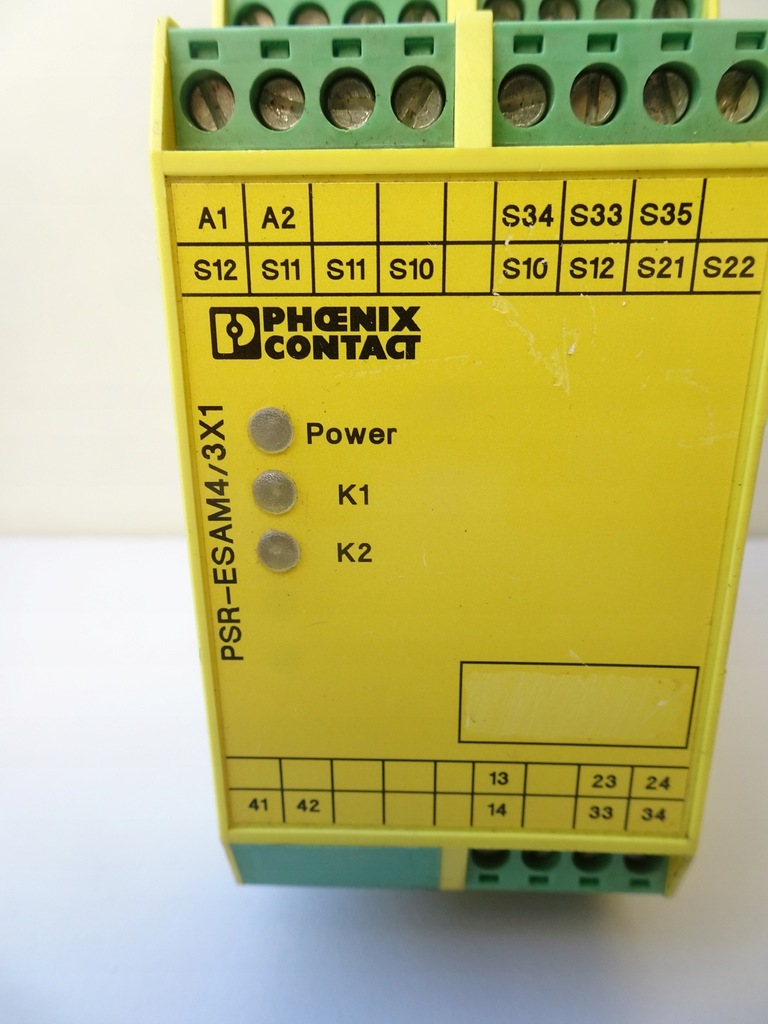 A1 A2 S34 S33 S35
S12 S11 S11 S10 S10 S12 S21 S22
PHŒNIX
CONTACT
PSR-ESAM4/3X1
Power
K1
K2
13 23 24
41 42 14 33 34